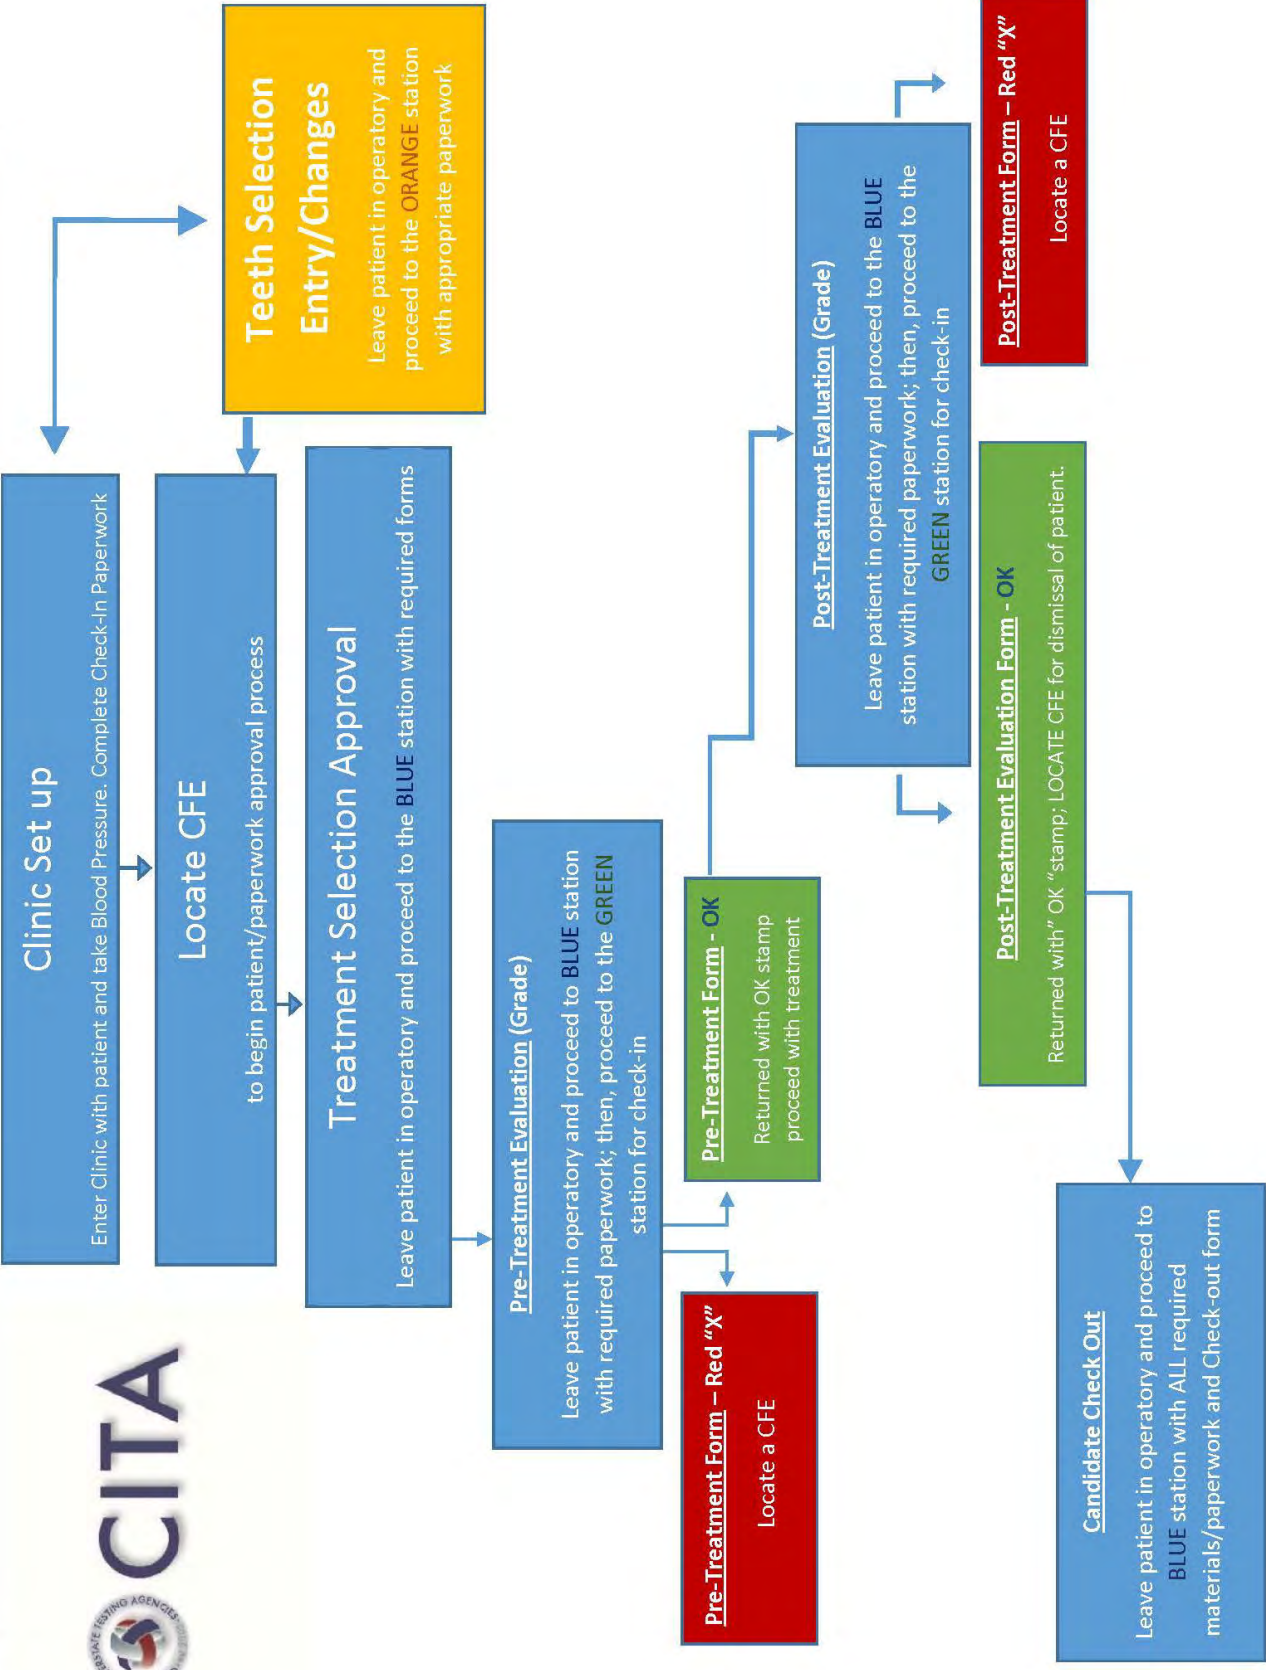 CITA
Clinic Set up
Enter Clinic with patient and take Blood Pressure. Complete Check-In Paperwork
Locate CFE
to begin patient/paperwork approval process
Teeth Selection
Entry/Changes
Leave patient in operatory and
proceed to the ORANGE station
with appropriate paperwork
Treatment Selection Approval
Leave patient in operatory and proceed to the BLUE station with required forms
Pre-Treatment Evaluation (Grade)
Leave patient in operatory and proceed to BLUE station
with required paperwork; then, proceed to the GREEN
station for check-in
Pre-Treatment Form – Red “X”
Locate a CFE
Pre-Treatment Form - OK
Returned with OK stamp
proceed with treatment
Post-Treatment Evaluation (Grade)
Leave patient in operatory and proceed to the BLUE
station with required paperwork; then, proceed to the
GREEN station for check-in
Post-Treatment Evaluation Form - OK
Returned with” OK “stamp; LOCATE CFE for dismissal of patient.
Post-Treatment Form – Red “X”
Locate a CFE
Candidate Check Out
Leave patient in operatory and proceed to
BLUE station with ALL required
materials/paperwork and Check-out form